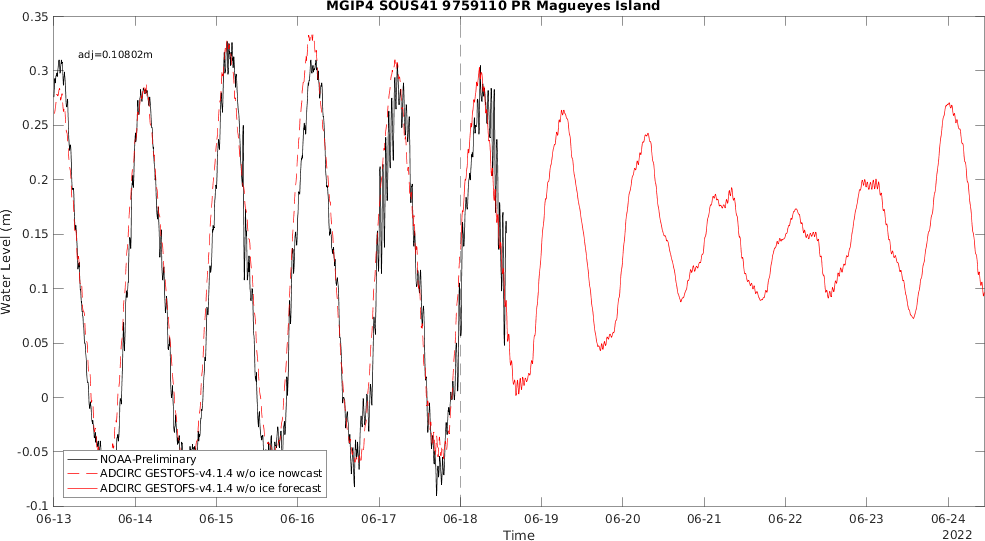 MGIP4 SOUS41 9759110 PR Magueyes Island
adj=0.10802m
0.35
0.3
0.25
0.2
0.15
0.1
0.05
0
-0.05
-0.1
Water Level (m)
NOAA-Preliminary
ADCIRC GESTOFS-v4.1.4 w/o ice nowcast
ADCIRC GESTOFS-v4.1.4 w/o ice forecast
06-13 06-14 06-15 06-16 06-17 06-18 06-19 06-20 06-21 06-22 06-23 06-24
Time
2022